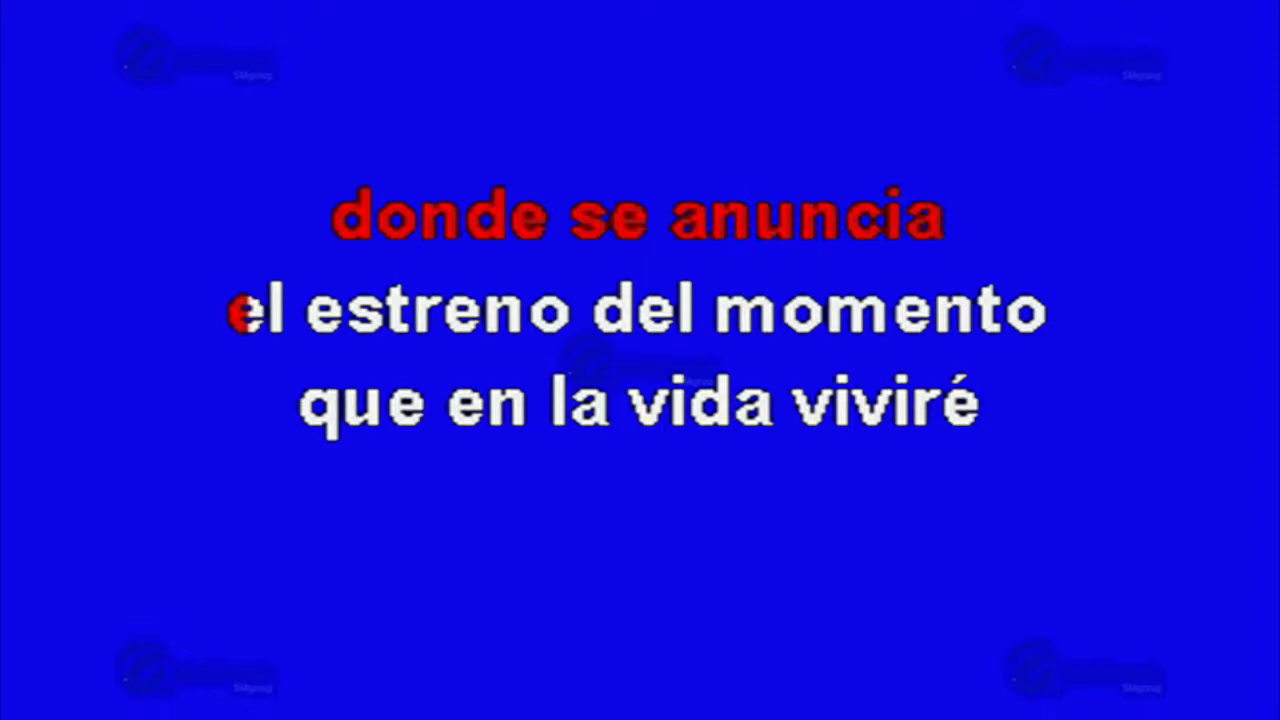 donde se anuncia
el estreno del momento
que en la vida viviré